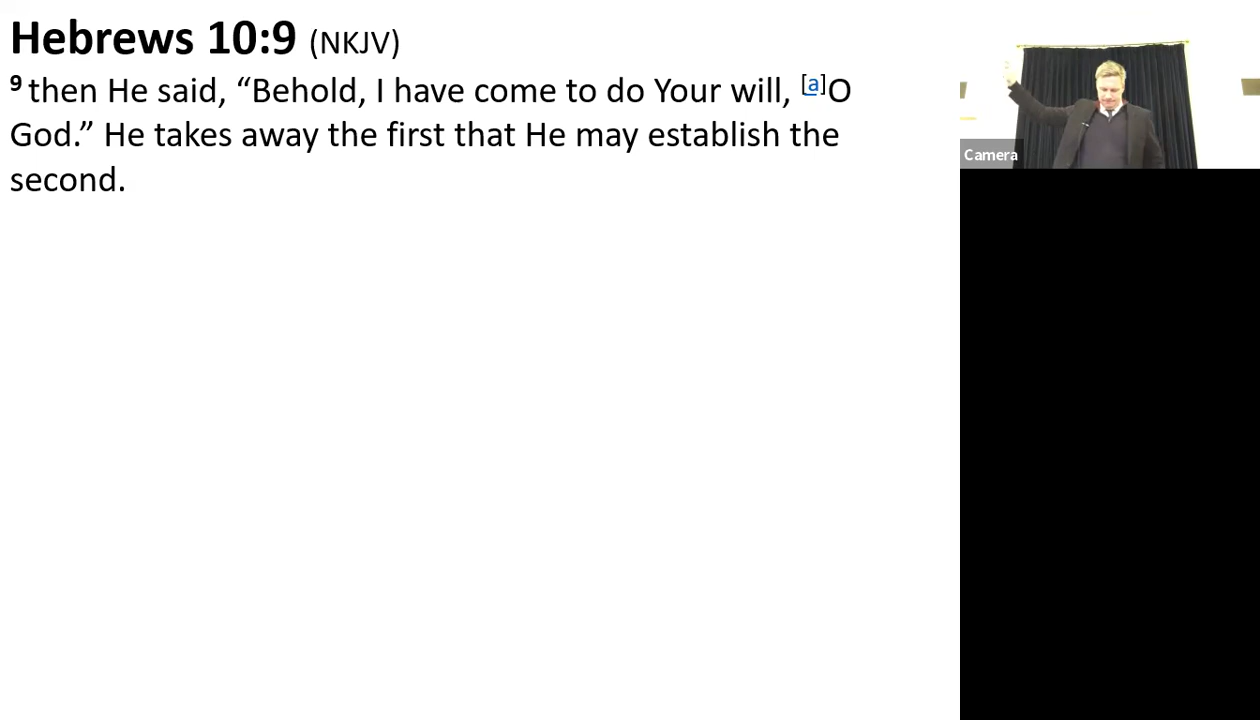 Hebrews 10:9 (NKJV)
9 then He said, “Behold, I have come to do Your will, [a]O
God.” He takes away the first that He may establish the
second.
Camera